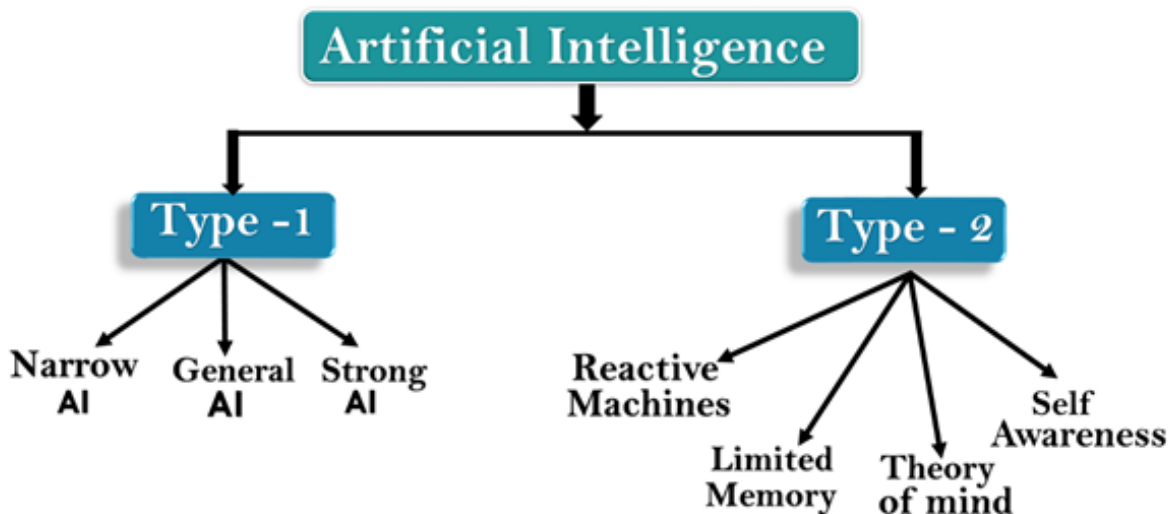 Artificial Intelligence
Type -1
Type - 2
Narrow
AI
General
AI
Strong
AI
Reactive
Machines
Limited
Memory
Theory
of mind
Self
Awareness